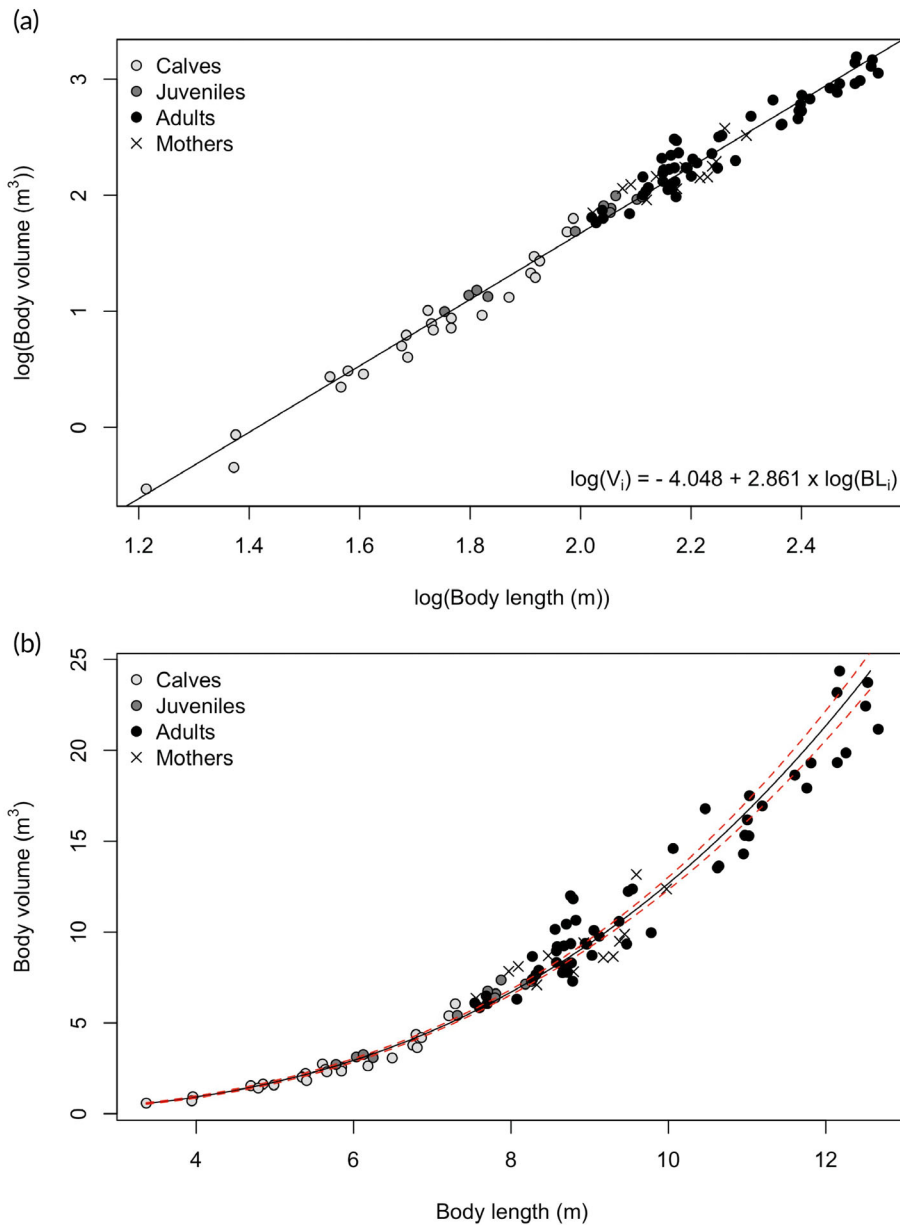 (a)
Calves
Juveniles
Adults
Mothers
log(Body volume (m³))
3
2
1
0
log(Vᵢ) = - 4.048 + 2.861 x log(BLᵢ)
1.2 1.4 1.6 1.8 2.0 2.2 2.4
log(Body length (m))
(b)
Calves
Juveniles
Adults
Mothers
Body volume (m³)
25
20
15
10
5
0
4 6 8 10 12
Body length (m)